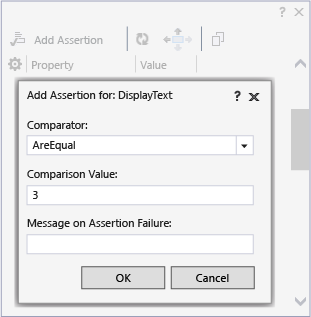 ? ×
Add Assertion
Property Value
Add Assertion for: DisplayText ? ×
Comparator:
AreEqual
Comparison Value:
3
Message on Assertion Failure:
OK Cancel